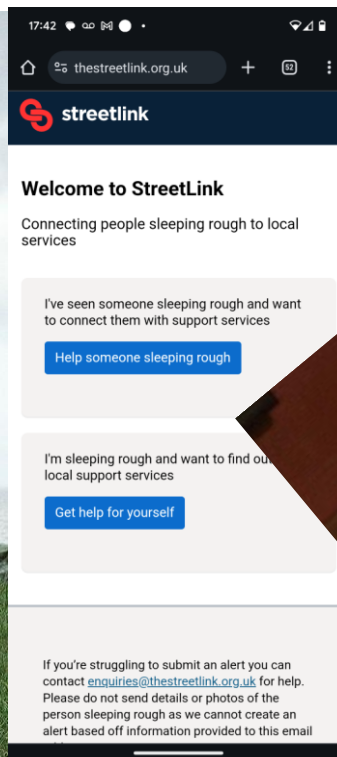 17:42
thestreetlink.org.uk
52
streetlink
Welcome to StreetLink
Connecting people sleeping rough to local
services
I've seen someone sleeping rough and want
to connect them with support services
Help someone sleeping rough
I'm sleeping rough and want to find
local support services
Get help for yourself
If you're struggling to submit an alert you can
contact enquiries@thestreetlink.org.uk for help.
Please do not send details or photos of the
person sleeping rough as we cannot create an
alert based off information provided to this email